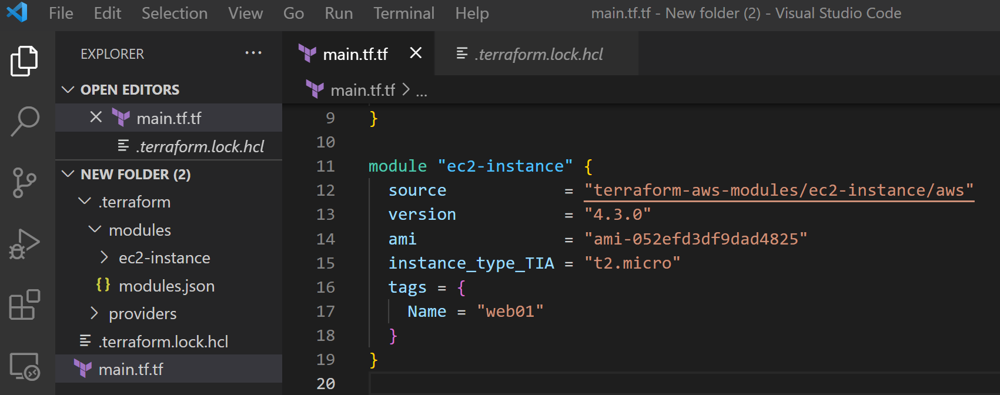 File Edit Selection View Go Run Terminal Help main.tf.tf - New folder (2) - Visual Studio Code
EXPLORER ...
OPEN EDITORS
main.tf.tf
.terraform.lock.hcl
NEW FOLDER (2)
.terraform
modules
ec2-instance
{} modules.json
providers
.terraform.lock.hcl
main.tf.tf
main.tf.tf .terraform.lock.hcl
main.tf.tf > ...
9 }
10
11 module "ec2-instance" {
12 source = "terraform-aws-modules/ec2-instance/aws"
13 version = "4.3.0"
14 ami = "ami-052efd3df9dad4825"
15 instance_type_TIA = "t2.micro"
16 tags = {
17 Name = "web01"
18 }
19 }
20